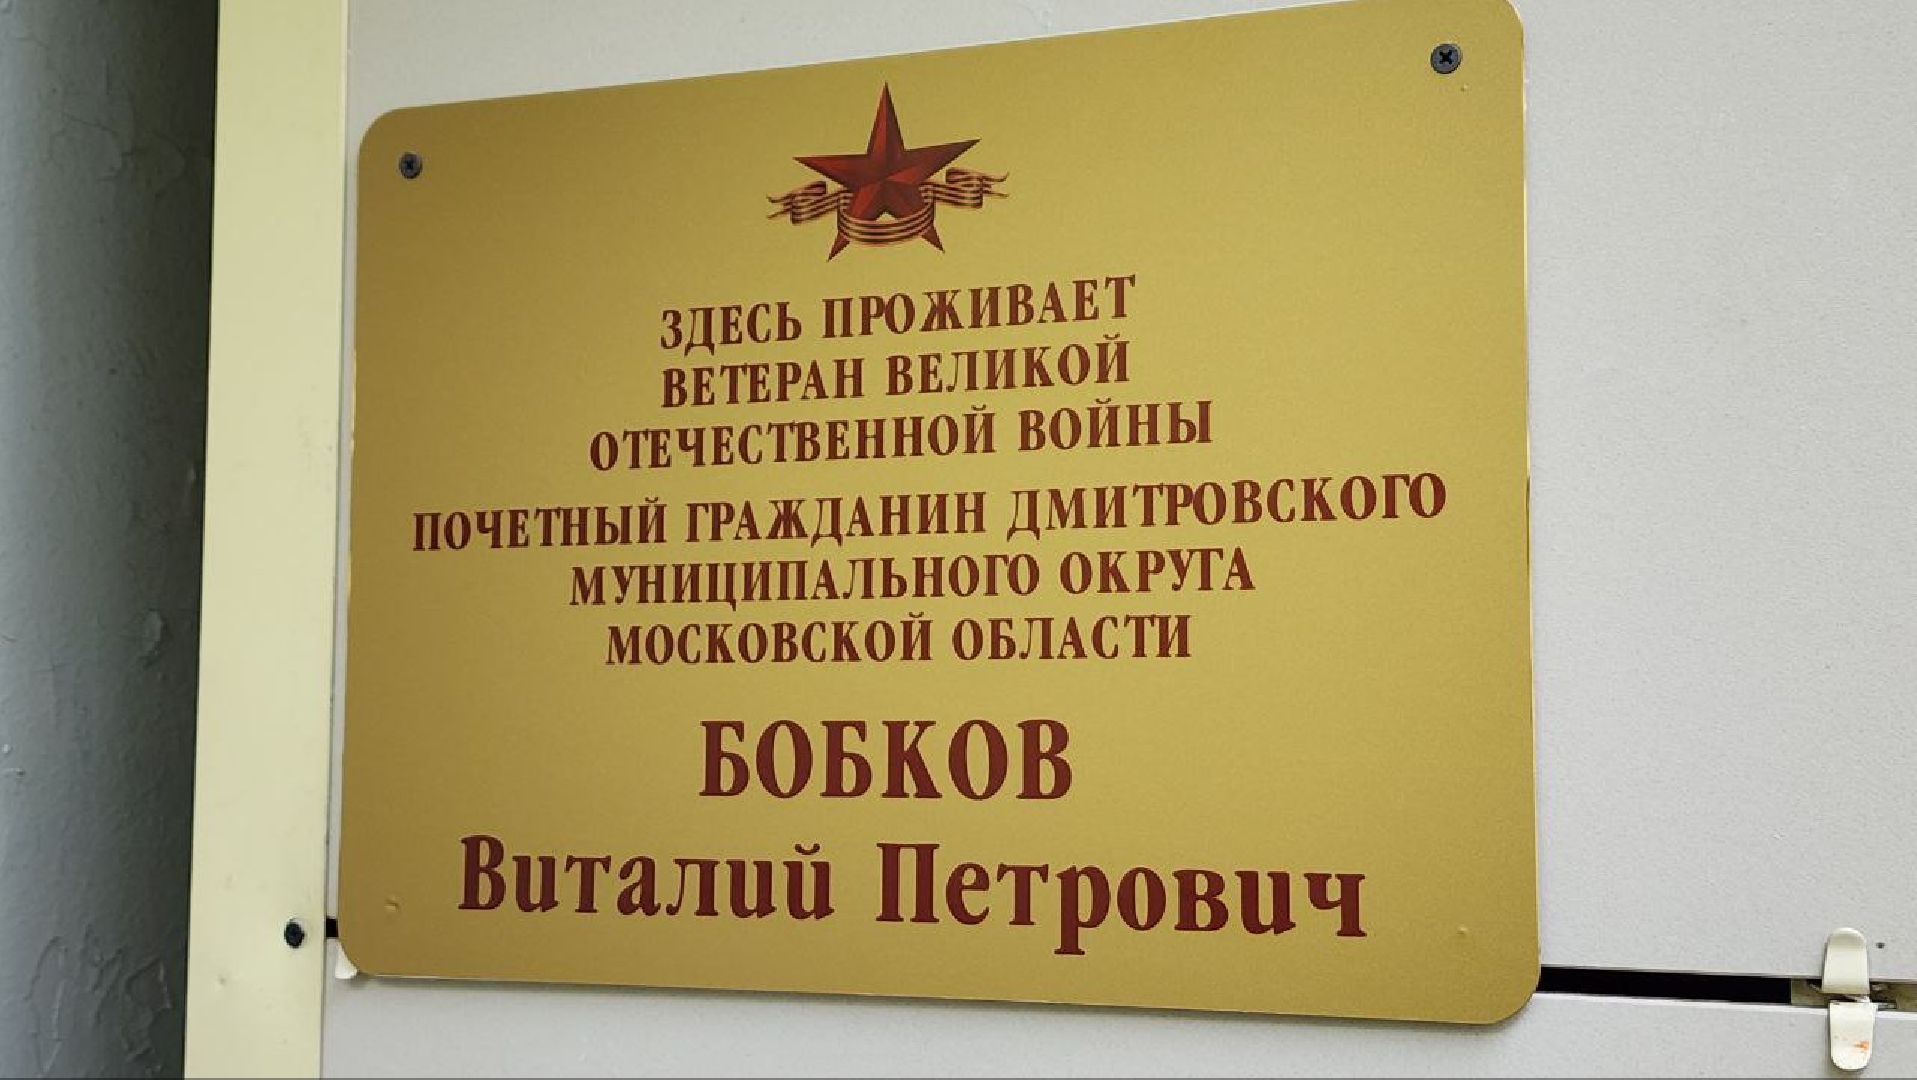 ЗДЕСЬ ПРОЖИВАЕТ
ВЕТЕРАН ВЕЛИКОЙ
ОТЕЧЕСТВЕННОЙ ВОЙНЫ
ПОЧЕТНЫЙ ГРАЖДАНИН ДМИТРОВСКОГО
МУНИЦИПАЛЬНОГО ОКРУГА
МОСКОВСКОЙ ОБЛАСТИ
БОБКОВ
Виталий Петрович